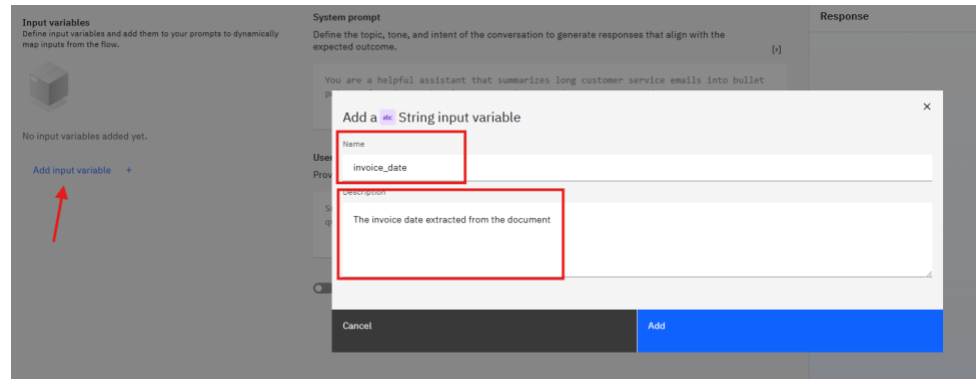 Input variables
Define input variables and add them to your prompts to dynamically
map inputs from the flow.
No input variables added yet.
Add input variable +
System prompt
Define the topic, tone, and intent of the conversation to generate responses that align with the
expected outcome.
You are a helpful assistant that summarizes long customer service emails into bullet
Response
Add a abc String input variable
Name
invoice_date
Description
The invoice date extracted from the document
Cancel
Add